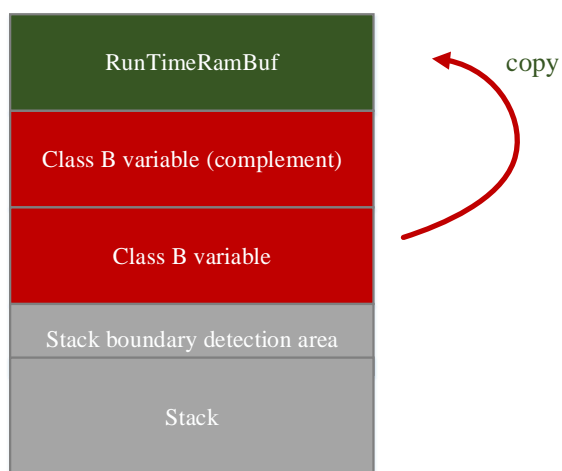 RunTimeRamBuf
copy
Class B variable (complement)
Class B variable
Stack boundary detection area
Stack